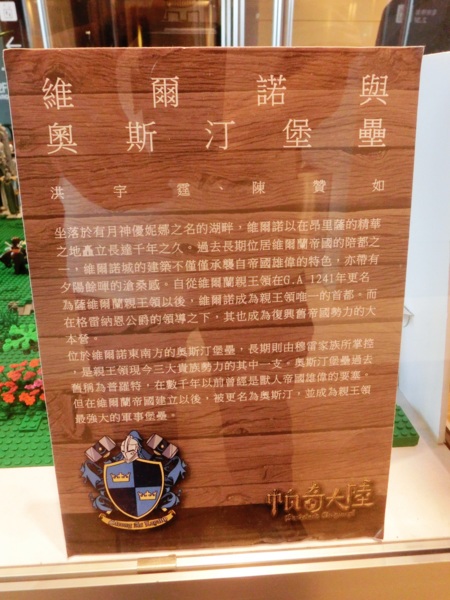 維爾諾與
奧斯汀堡壘
洪宇霆、陳贊如
坐落於有月神優妮娜之名的湖畔,維爾諾以在昂里薩的精華
之地矗立長達千年之久。過去長期位居維爾蘭帝國的陪都之
一,維爾諾城的建築不僅僅承襲自帝國雄偉的特色,亦帶有
夕陽餘暉的滄桑感。自從維爾蘭親王領在G.A 1241年更名
為薩維爾蘭親王領以後,維爾諾成為親王領唯一的首都。而
在格雷納恩公爵的領導之下,其也成為復興舊帝國勢力的大
本營。
位於維爾諾東南方的奧斯汀堡壘,長期則由穆雷家族所掌控
,是親王領現今三大貴族勢力的其中一支。奧斯汀堡壘過去
舊稱為普羅特,在數千年以前曾經是獸人帝國雄偉的要塞,
但在維爾蘭帝國建立以後,被更名為奧斯汀,並成為親王領
最強大的軍事堡壘。
帕奇大陸